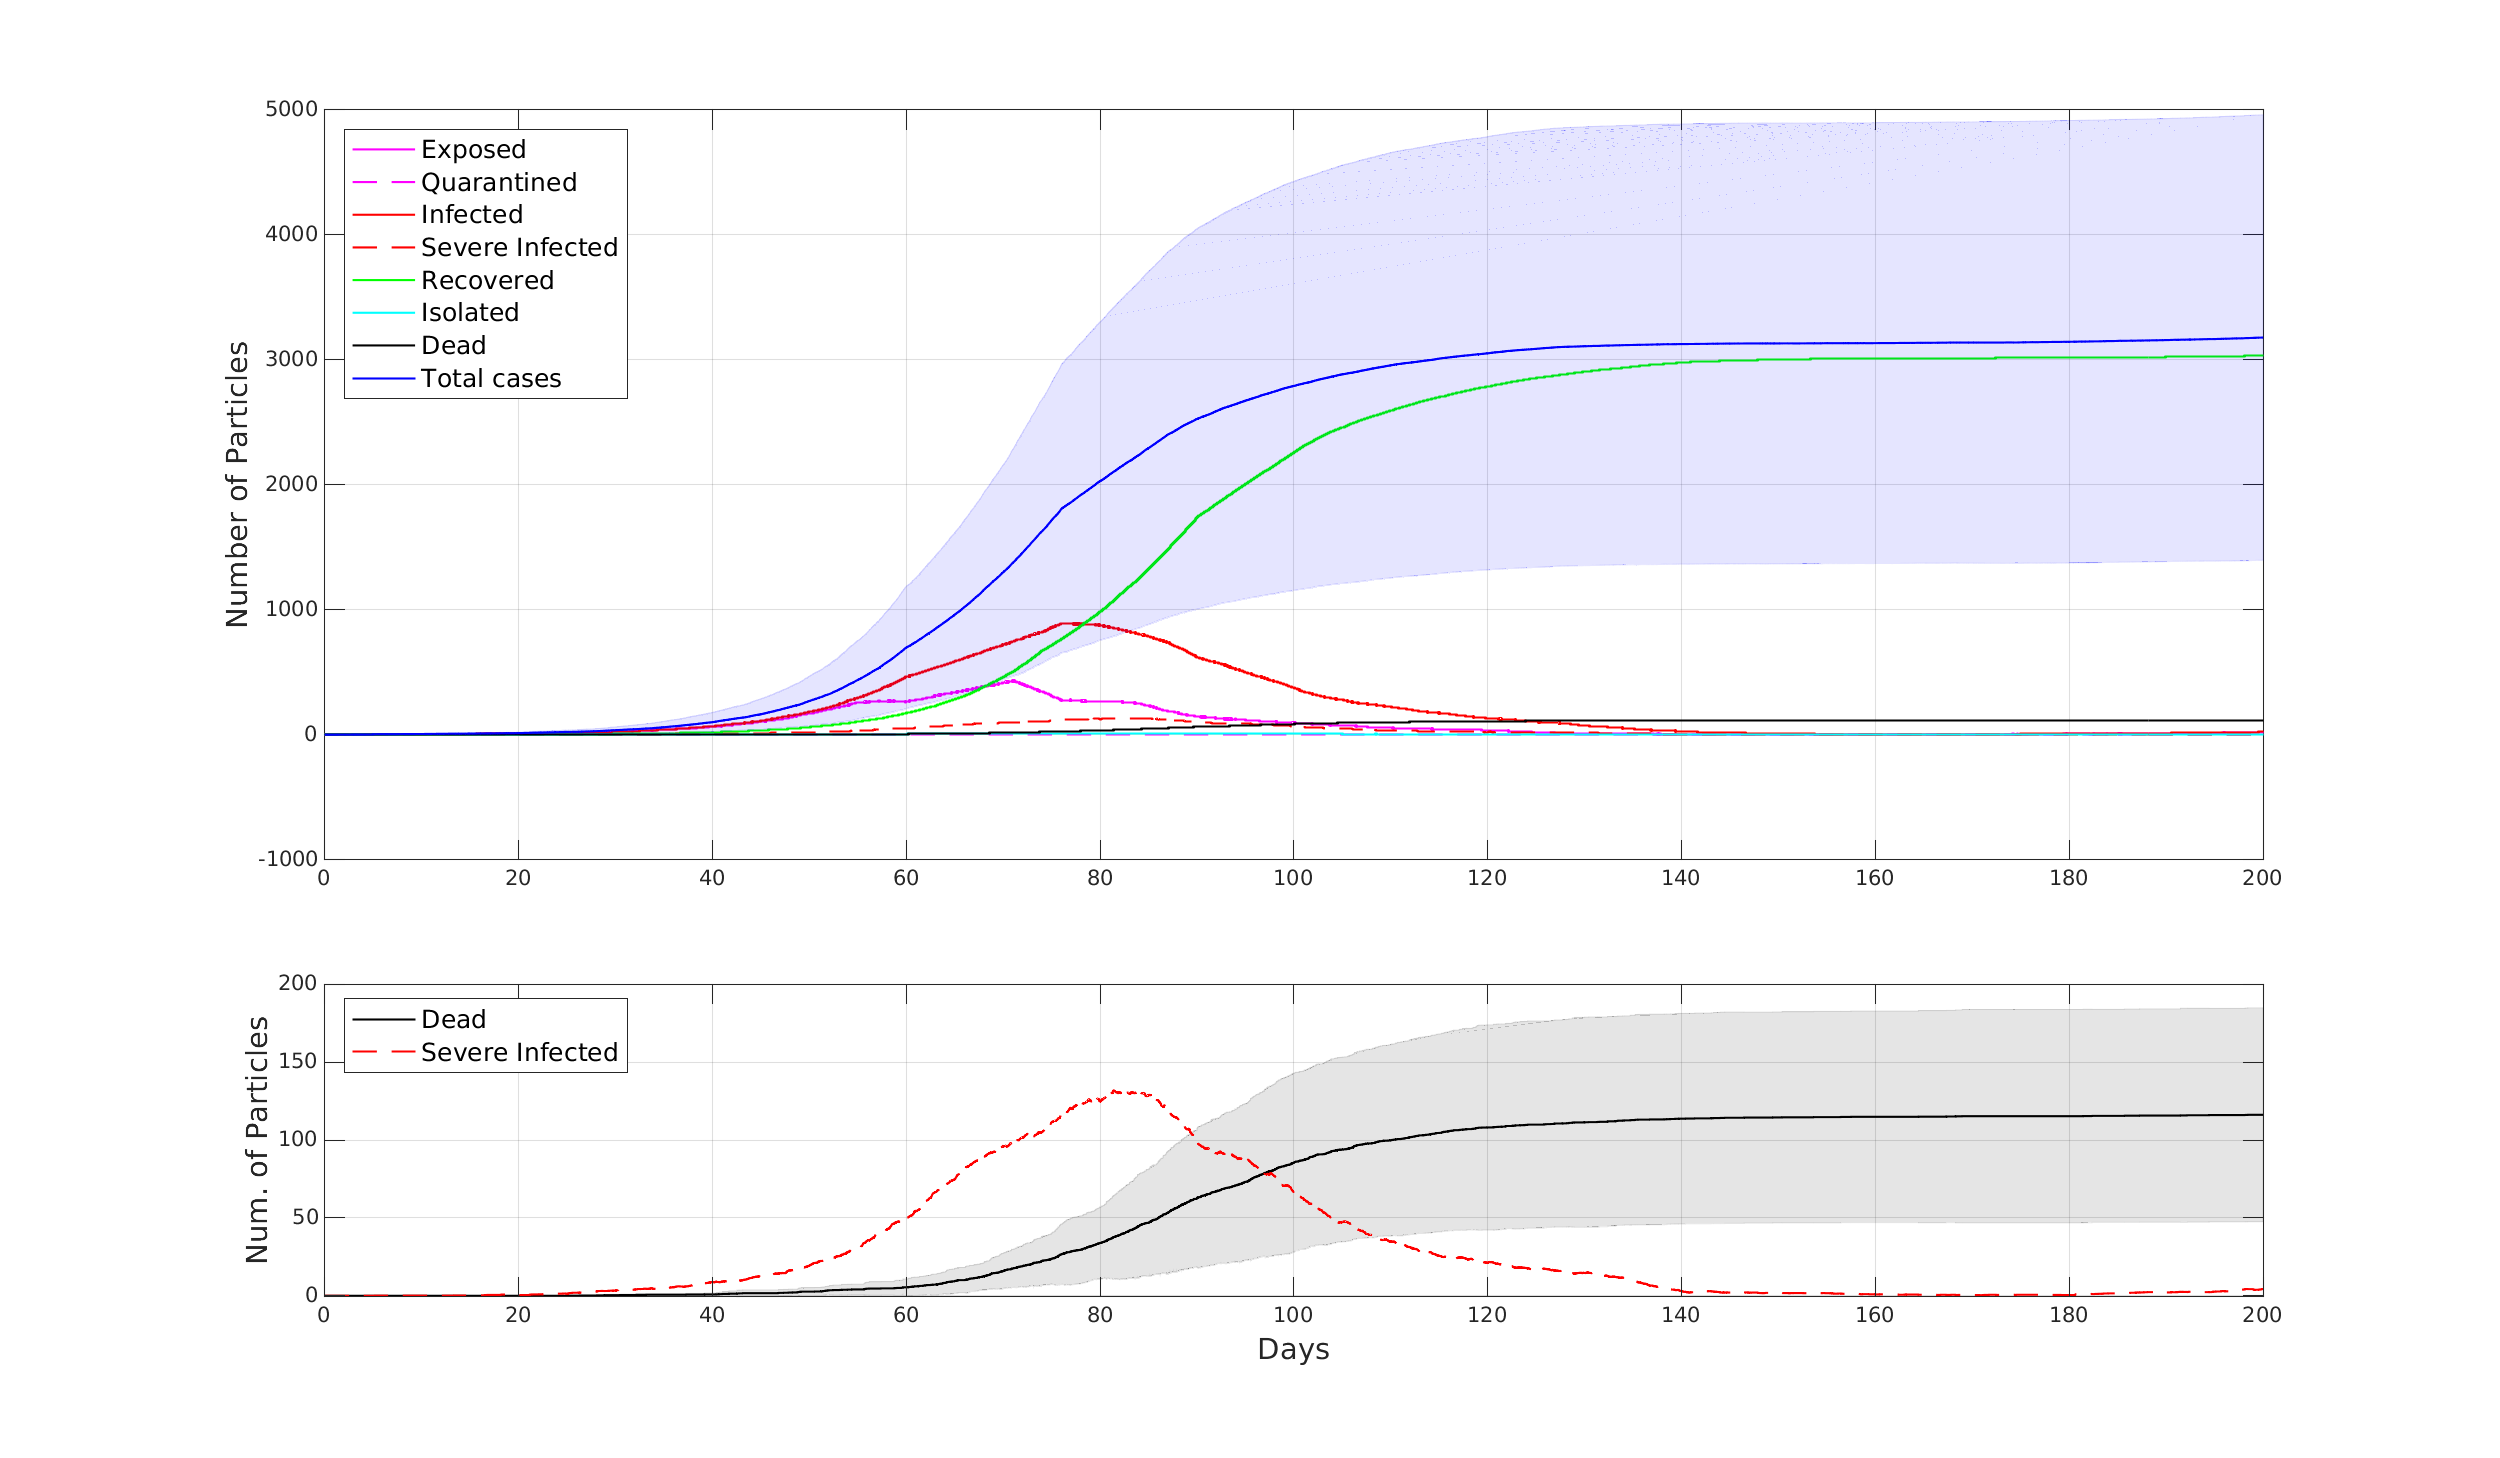 5000
4000
3000
2000
1000
0
-1000
Number of Particles
Exposed
Quarantined
Infected
Severe Infected
Recovered
Isolated
Dead
Total cases
0 20 40 60 80 100 120 140 160 180 200
200
150
100
50
0
Num. of Particles
Dead
Severe Infected
0 20 40 60 80 100 120 140 160 180 200
Days